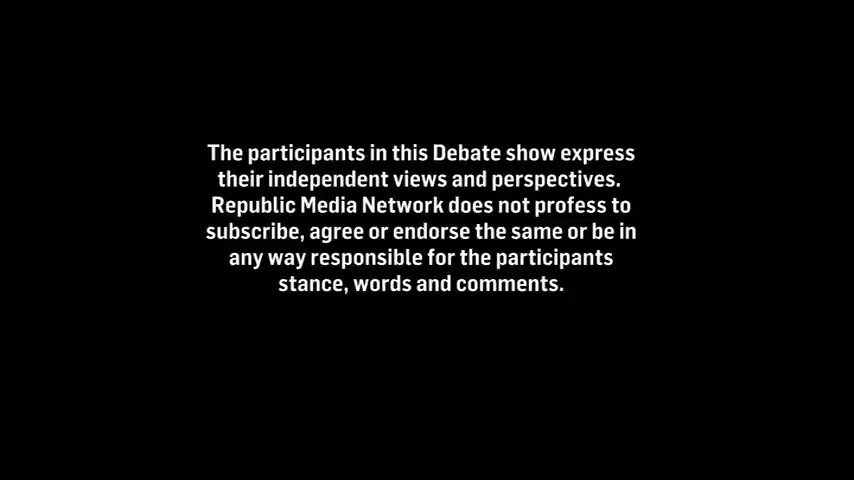 The participants in this Debate show express
their independent views and perspectives.
Republic Media Network does not profess to
subscribe, agree or endorse the same or be in
any way responsible for the participants
stance, words and comments.